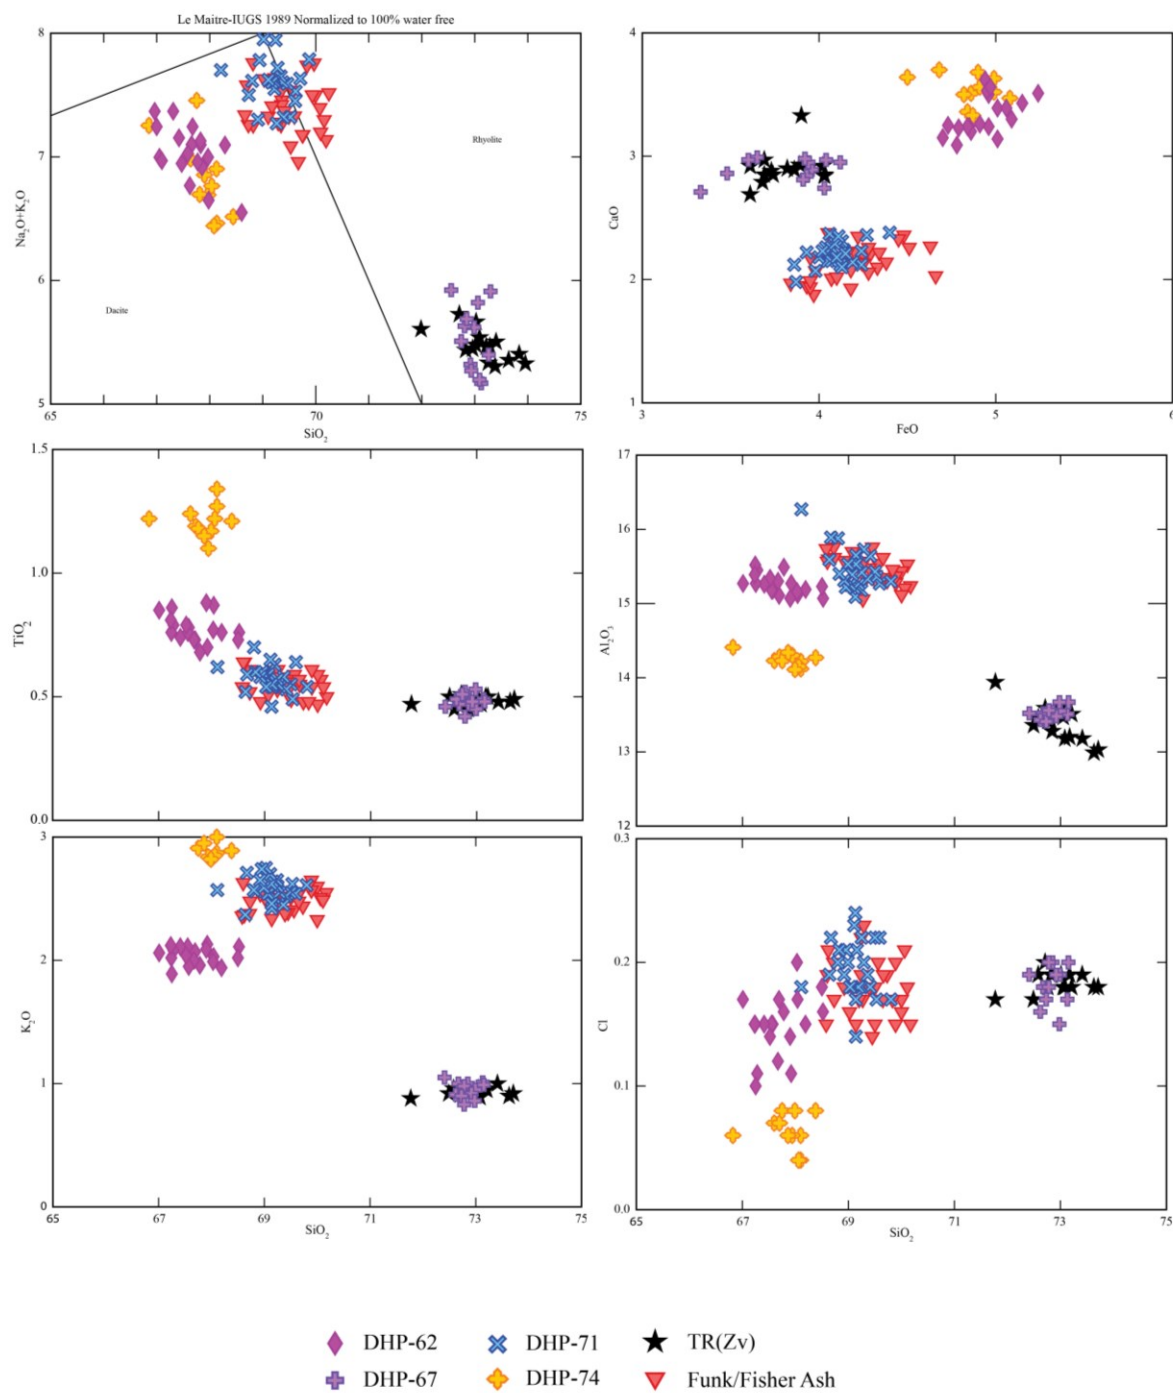 Le Maitre-IUGS 1989 Normalized to 100% water free
8
7
6
5
Na₂O+K₂O
Rhyolite
Dacite
65
70
75
SiO₂
4
3
2
1
CaO
3
4
5
6
FeO
1.5
1.0
0.5
0.0
TiO₂
17
16
15
14
13
12
Al₂O₃
3
2
1
0
K₂O
65
67
69
71
73
75
SiO₂
0.3
0.2
0.1
0.0
Cl
65
67
69
71
73
75
SiO₂
DHP-62
DHP-71
TR(Zv)
DHP-67
DHP-74
Funk/Fisher Ash